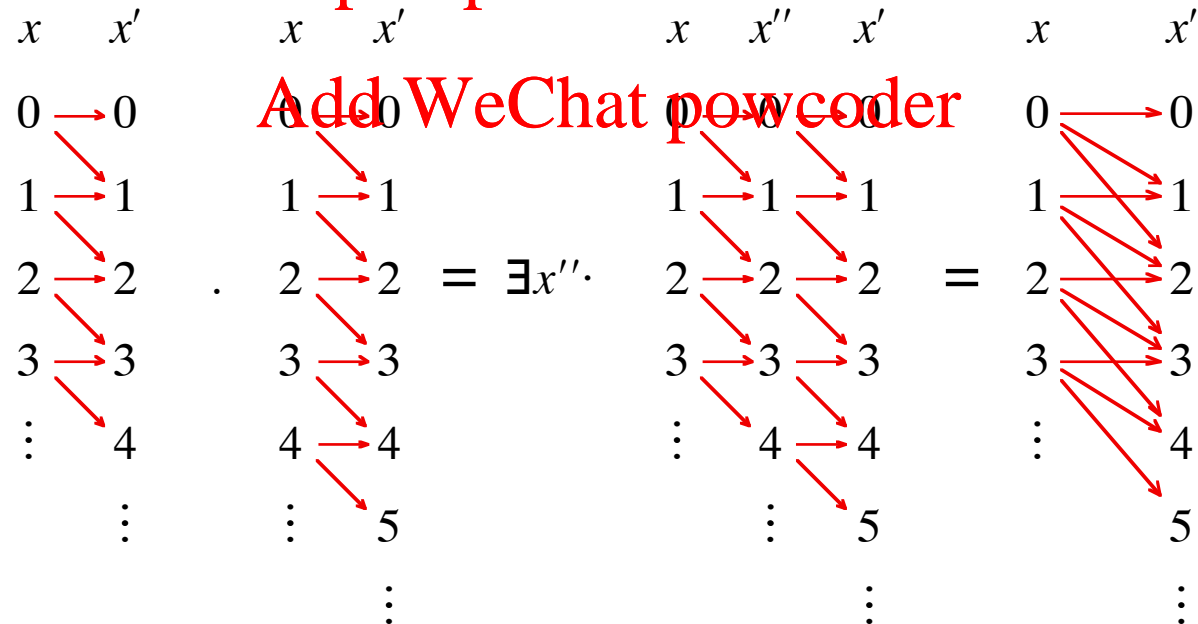 x x′ x x′ x x″ x′ x x′
Add WeChat powcoder
0 0 0 0 0 0 0 0 0
1 1 1 1 1 1 1 1 1
2 2 . 2 2 = ∃x″· 2 2 2 = 2 2
3 3 3 3 3 3 3 3 3
⋮ 4 4 4 ⋮ 4 4 ⋮ 4
⋮ ⋮ 5 ⋮ 5 5
⋮ ⋮ ⋮